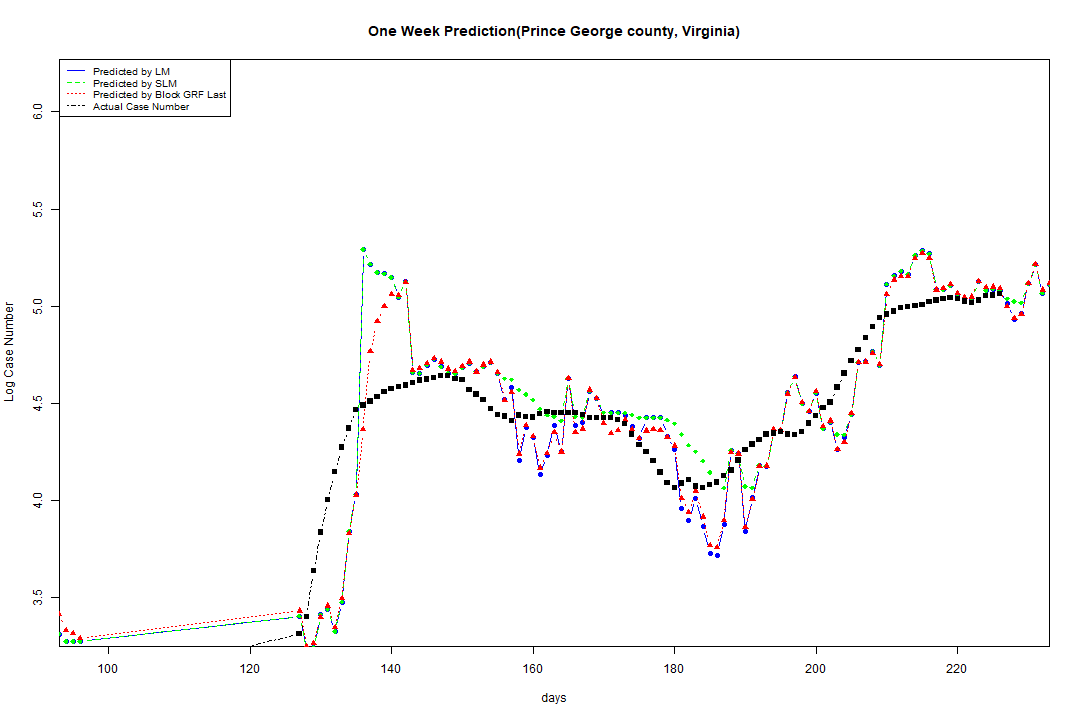 One Week Prediction(Prince George county, Virginia)
Predicted by LM
Predicted by SLM
Predicted by Block GRF Last
Actual Case Number
Log Case Number
6.0
5.5
5.0
4.5
4.0
3.5
100 120 140 160 180 200 220
days